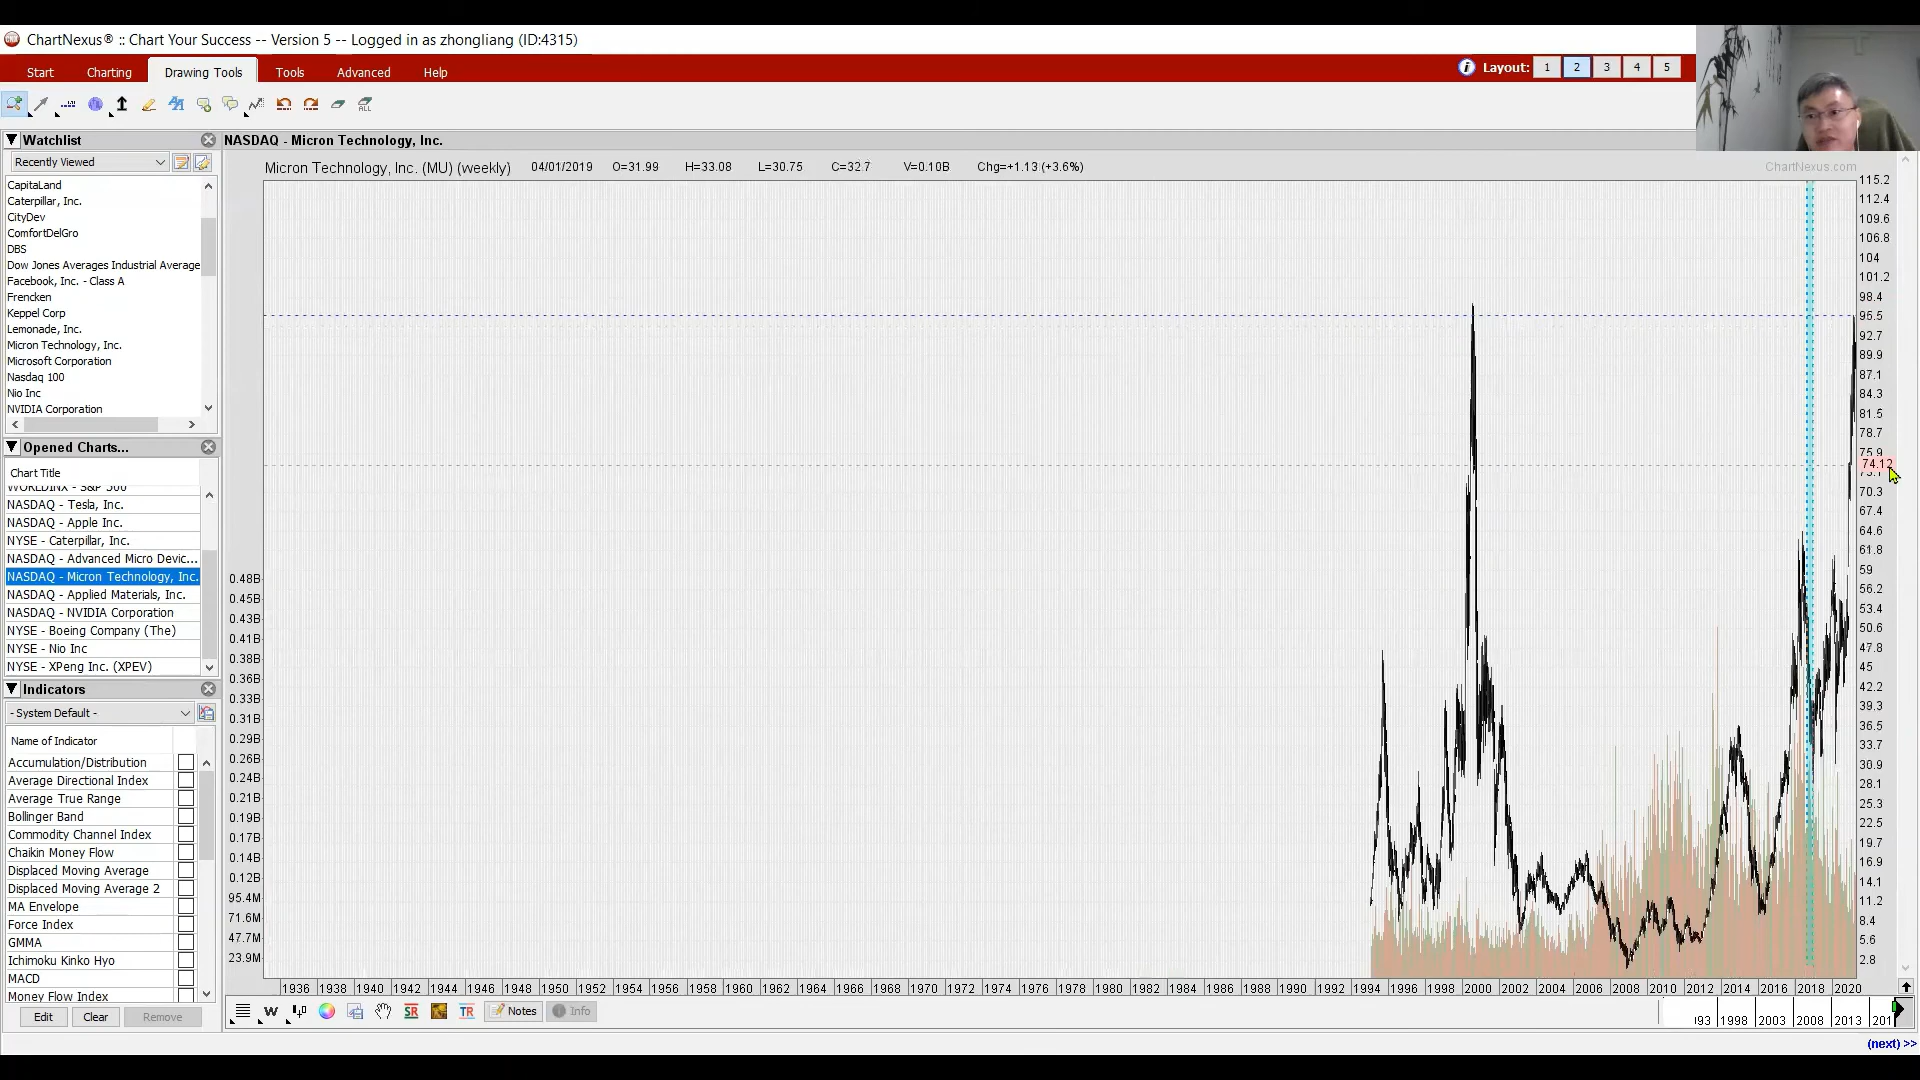 ChartNexus® :: Chart Your Success -- Version 5 -- Logged in as zhongliang (ID:4315)
Start Charting Drawing Tools Tools Advanced Help
Layout: 1 2 3 4 5
Watchlist
Recently Viewed
CapitaLand
Caterpillar, Inc.
CityDev
ComfortDelGro
DBS
Dow Jones Averages Industrial Average
Facebook, Inc. - Class A
Frencken
Keppel Corp
Lemonade, Inc.
Micron Technology, Inc.
Microsoft Corporation
Nasdaq 100
Nio Inc
NVIDIA Corporation
Opened Charts...
Chart Title
WORLDINX - S&P 500
NASDAQ - Tesla, Inc.
NASDAQ - Apple Inc.
NYSE - Caterpillar, Inc.
NASDAQ - Advanced Micro Devic...
NASDAQ - Micron Technology, Inc.
NASDAQ - Applied Materials, Inc.
NASDAQ - NVIDIA Corporation
NYSE - Boeing Company (The)
NYSE - Nio Inc
NYSE - XPeng Inc. (XPEV)
Indicators
- System Default -
Name of Indicator
Accumulation/Distribution
Average Directional Index
Average True Range
Bollinger Band
Commodity Channel Index
Chaikin Money Flow
Displaced Moving Average
Displaced Moving Average 2
MA Envelope
Force Index
GMMA
Ichimoku Kinko Hyo
MACD
Money Flow Index
Edit Clear Remove
NASDAQ - Micron Technology, Inc.
Micron Technology, Inc. (MU) (weekly) 04/01/2019 O=31.99 H=33.08 L=30.75 C=32.7 V=0.10B Chg=+1.13 (+3.6%)
ChartNexus.com
115.2
112.4
109.6
106.8
104
101.2
98.4
96.5
92.7
89.9
87.1
84.3
81.5
78.7
75.9
74.12
70.3
67.4
64.6
61.8
59
56.2
53.4
50.6
47.8
45
42.2
39.3
36.5
33.7
30.9
28.1
25.3
22.5
19.7
16.9
14.1
11.2
8.4
5.6
2.8
0.48B
0.45B
0.43B
0.41B
0.38B
0.36B
0.33B
0.31B
0.29B
0.26B
0.24B
0.21B
0.19B
0.17B
0.14B
0.12B
95.4M
71.6M
47.7M
23.9M
1936 1938 1940 1942 1944 1946 1948 1950 1952 1954 1956 1958 1960 1962 1964 1966 1968 1970 1972 1974 1976 1978 1980 1982 1984 1986 1988 1990 1992 1994 1996 1998 2000 2002 2004 2006 2008 2010 2012 2014 2016 2018 2020
W SR TR Notes Info
93 1998 2003 2008 2013 201
(next) >>